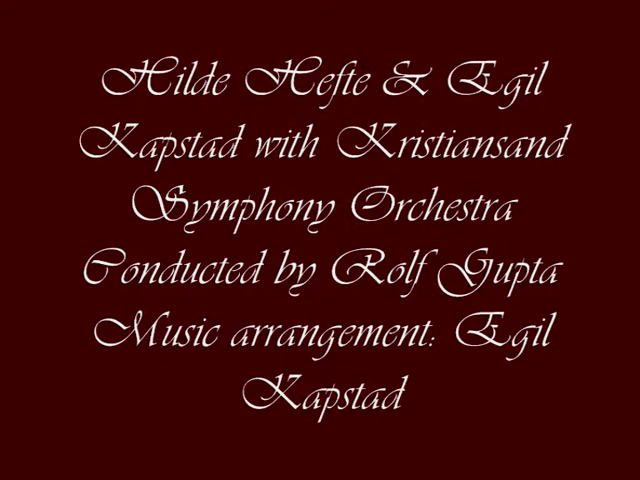 Hilde Hefte & Egil
Kapstad with Kristiansand
Symphony Orchestra
Conducted by Rolf Gupta
Music arrangement: Egil
Kapstad